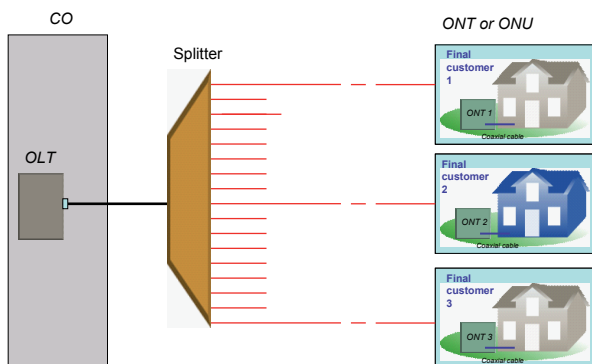 CO
ONT or ONU
Splitter
OLT
Final
customer
1
ONT 1
Coaxial cable
Final
customer
2
ONT 2
Coaxial cable
Final
customer
3
ONT 3
Coaxial cable